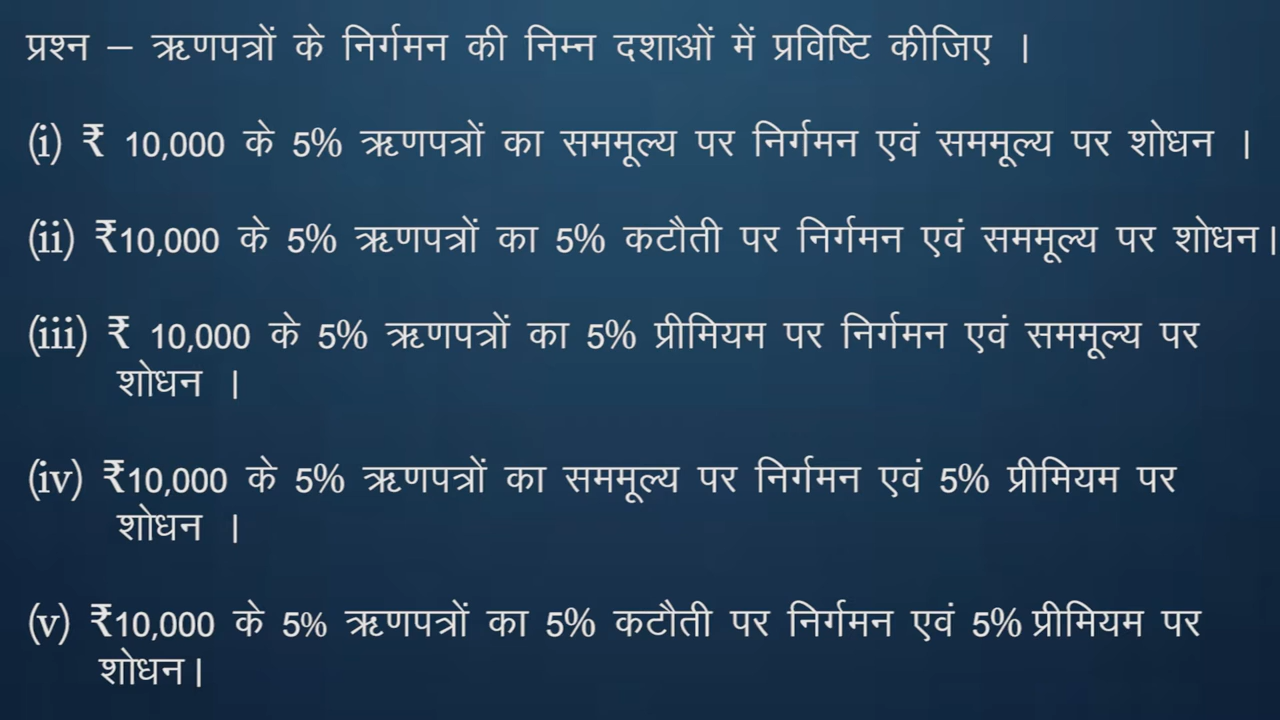 प्रश्न – ऋणपत्रों के निर्गमन की निम्न दशाओं में प्रविष्टि कीजिए ।
(i) ₹ 10,000 के 5% ऋणपत्रों का सममूल्य पर निर्गमन एवं सममूल्य पर शोधन ।
(ii) ₹10,000 के 5% ऋणपत्रों का 5% कटौती पर निर्गमन एवं सममूल्य पर शोधन।
(iii) ₹ 10,000 के 5% ऋणपत्रों का 5% प्रीमियम पर निर्गमन एवं सममूल्य पर
शोधन ।
(iv) ₹10,000 के 5% ऋणपत्रों का सममूल्य पर निर्गमन एवं 5% प्रीमियम पर
शोधन ।
(v) ₹10,000 के 5% ऋणपत्रों का 5% कटौती पर निर्गमन एवं 5% प्रीमियम पर
शोधन।